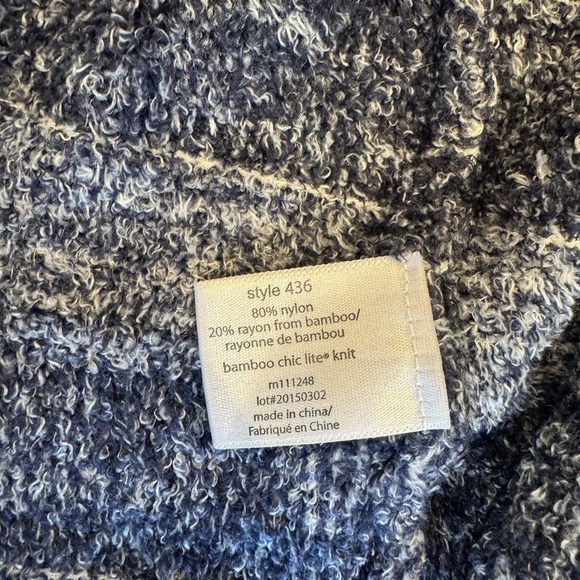 style 436
80% nylon
20% rayon from bamboo/
rayonne de bambou
bamboo chic lite® knit
m111248
lot#20150302
made in china/
Fabriqué en Chine